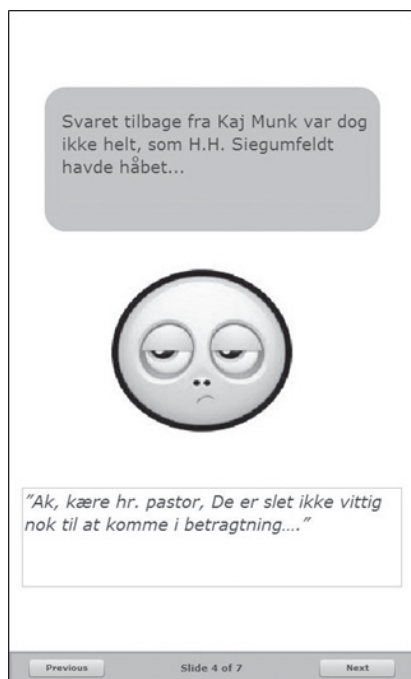 Svaret tilbage fra Kaj Munk var dog
ikke helt, som H.H. Siegumfeldt
havde håbet...
”Ak, kære hr. pastor, De er slet ikke vittig
nok til at komme i betragtning....”
Previous
Slide 4 of 7
Next